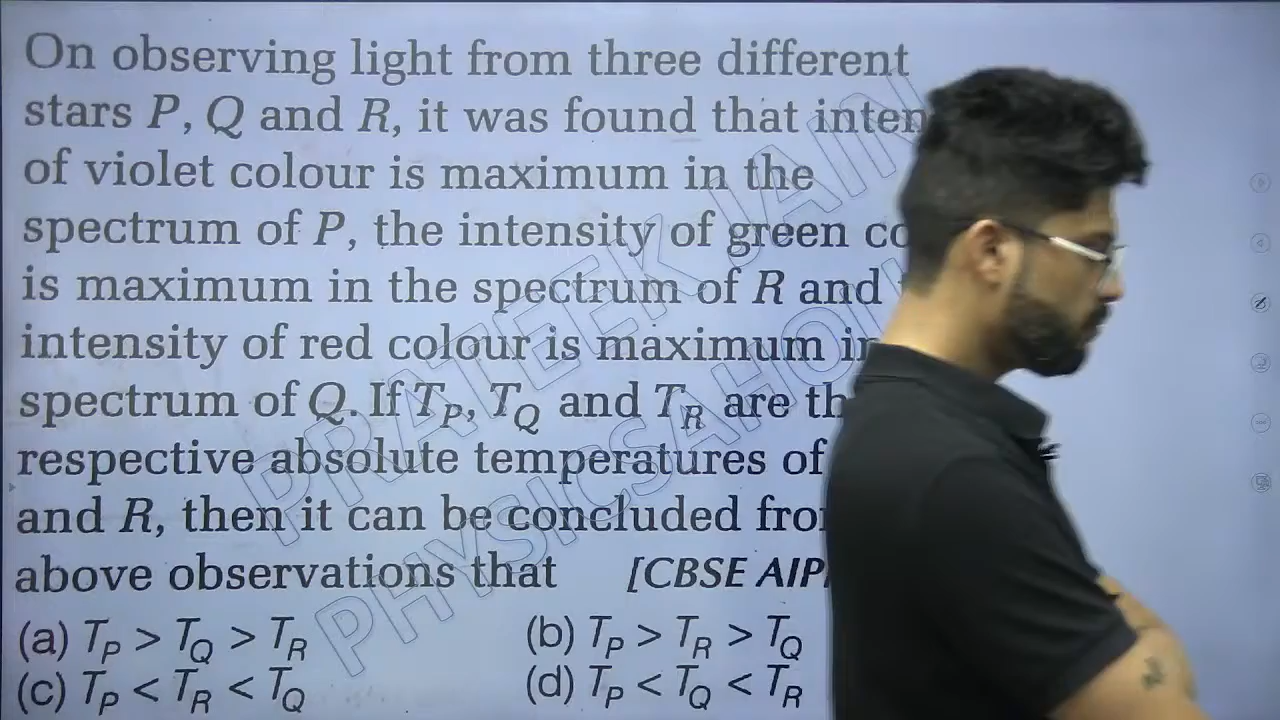 On observing light from three different
stars P, Q and R, it was found that inten
of violet colour is maximum in the
spectrum of P, the intensity of green co
is maximum in the spectrum of R and
intensity of red colour is maximum in
spectrum of Q. If T_P, T_Q and T_R are th
respective absolute temperatures of
and R, then it can be concluded fro
above observations that [CBSE AIP
(a) T_P > T_Q > T_R (b) T_P > T_R > T_Q
(c) T_P < T_R < T_Q (d) T_P < T_Q < T_R
PRATEEK JAIN
PHYSICSAHOLIC